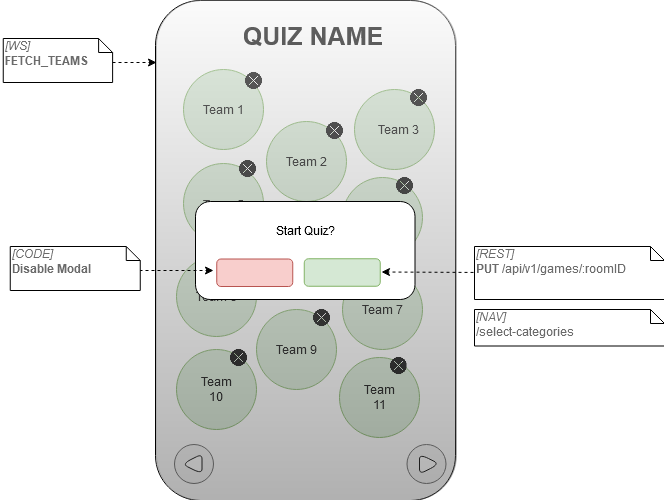 QUIZ NAME
[WS]
FETCH_TEAMS
Team 1
Team 3
Team 2
Start Quiz?
[CODE]
Disable Modal
[REST]
PUT /api/v1/games/:roomID
Team 7
[NAV]
/select-categories
Team 9
Team
10
Team
11